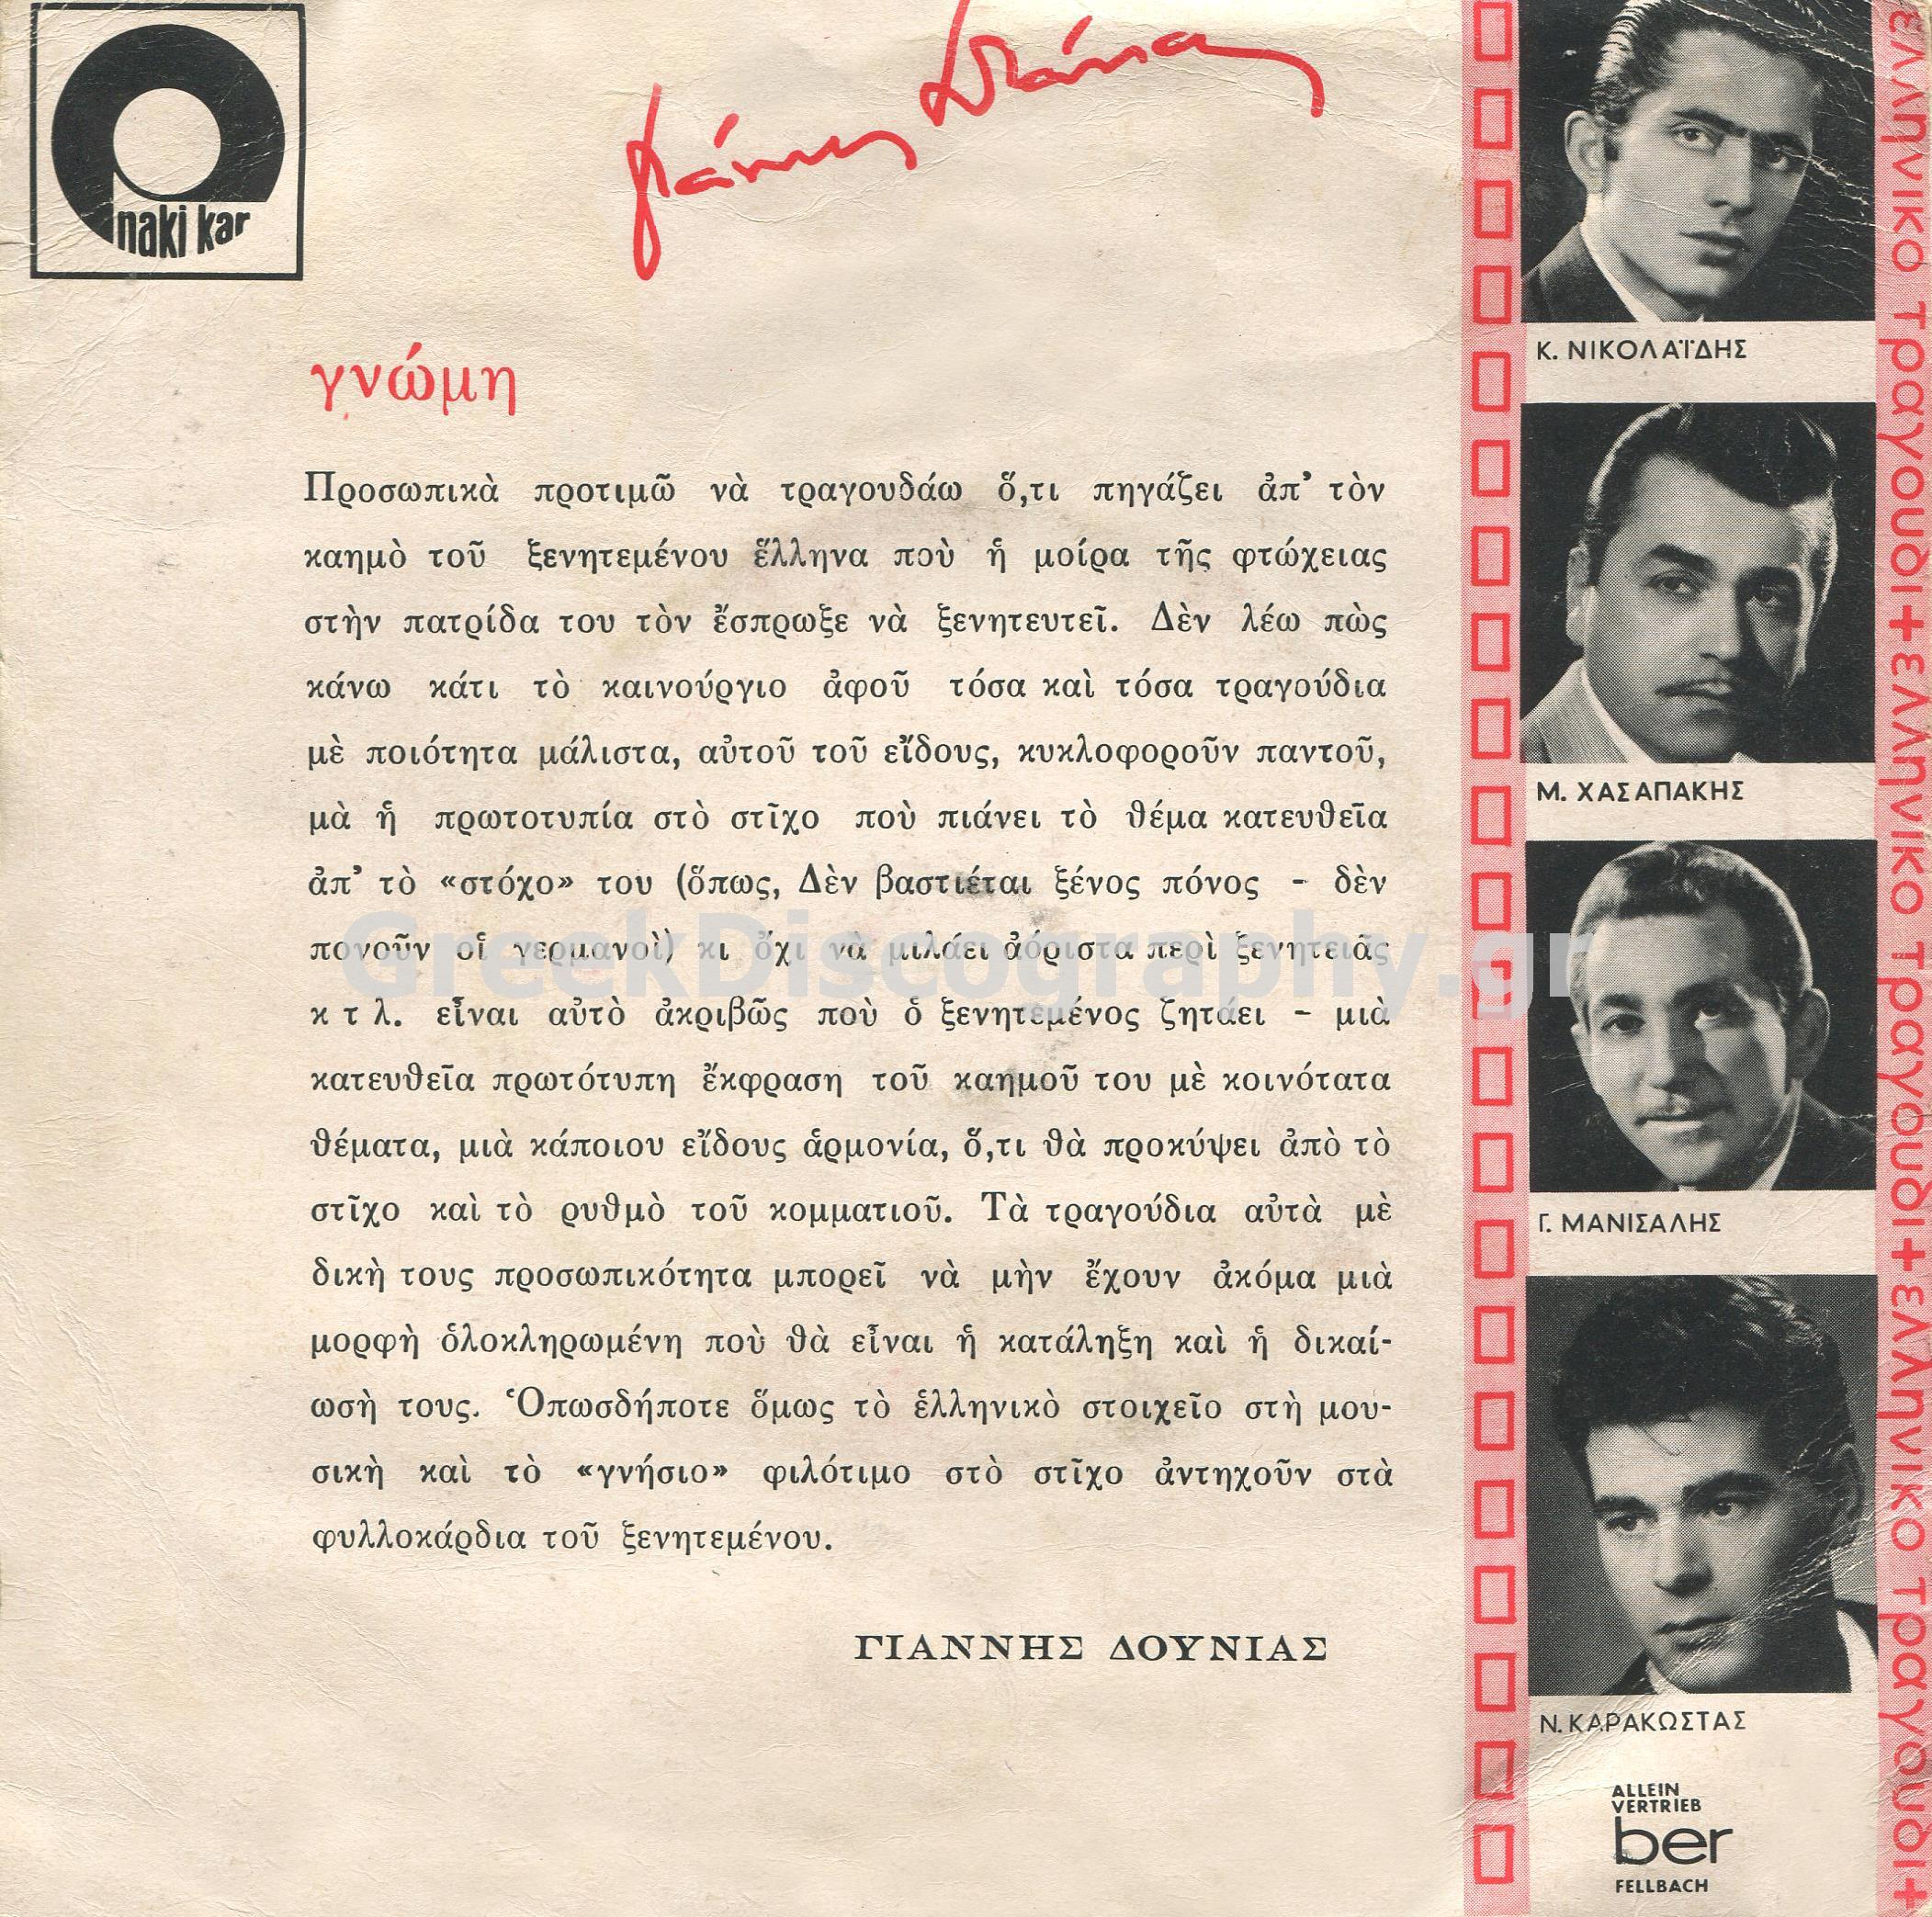 naki kar
Γιάννης Δούνιας
γνώμη
Προσωπικὰ προτιμῶ νὰ τραγουδάω ὅ,τι πηγάζει ἀπ' τὸν
καημὸ τοῦ ξενητεμένου ἕλληνα ποὺ ἡ μοίρα τῆς φτώχειας
στὴν πατρίδα του τὸν ἔσπρωξε νὰ ξενητευτεῖ. Δὲν λέω πὼς
κάνω κάτι τὸ καινούργιο ἀφοῦ τόσα καὶ τόσα τραγούδια
μὲ ποιότητα μάλιστα, αὐτοῦ τοῦ εἴδους, κυκλοφοροῦν παντοῦ,
μὰ ἡ πρωτοτυπία στὸ στῖχο ποὺ πιάνει τὸ θέμα κατευθεῖα
ἀπ' τὸ «στόχο» του (ὅπως, Δὲν βαστιέται ξένος πόνος - δὲν
πονοῦν οἱ γερμανοὶ) κι ὄχι νὰ μιλάει ἀόριστα περὶ ξενητειᾶς
κ τ λ. εἶναι αὐτὸ ἀκριβῶς ποὺ ὁ ξενητεμένος ζητάει - μιὰ
κατευθεῖα πρωτότυπη ἔκφραση τοῦ καημοῦ του μὲ κοινότατα
θέματα, μιὰ κάποιου εἴδους ἁρμονία, ὅ,τι θὰ προκύψει ἀπὸ τὸ
στῖχο καὶ τὸ ρυθμὸ τοῦ κομματιοῦ. Τὰ τραγούδια αὐτὰ μὲ
δικὴ τους προσωπικότητα μπορεῖ νὰ μὴν ἔχουν ἀκόμα μιὰ
μορφὴ ὁλοκληρωμένη ποὺ θὰ εἶναι ἡ κατάληξη καὶ ἡ δικαί-
ωσὴ τους. Ὁπωσδήποτε ὅμως τὸ ἑλληνικὸ στοιχεῖο στὴ μου-
σικὴ καὶ τὸ «γνήσιο» φιλότιμο στὸ στῖχο ἀντηχοῦν στὰ
φυλλοκάρδια τοῦ ξενητεμένου.
ΓΙΑΝΝΗΣ ΔΟΥΝΙΑΣ
GreekDiscography.gr
Κ. ΝΙΚΟΛΑΪΔΗΣ
Μ. ΧΑΣΑΠΑΚΗΣ
Γ. ΜΑΝΙΣΑΛΗΣ
Ν. ΚΑΡΑΚΩΣΤΑΣ
ALLEIN
VERTRIEB
ber
FELLBACH
ελληνικο τραγουδι+ελληνικο τραγουδι+ελληνικο τραγουδι+